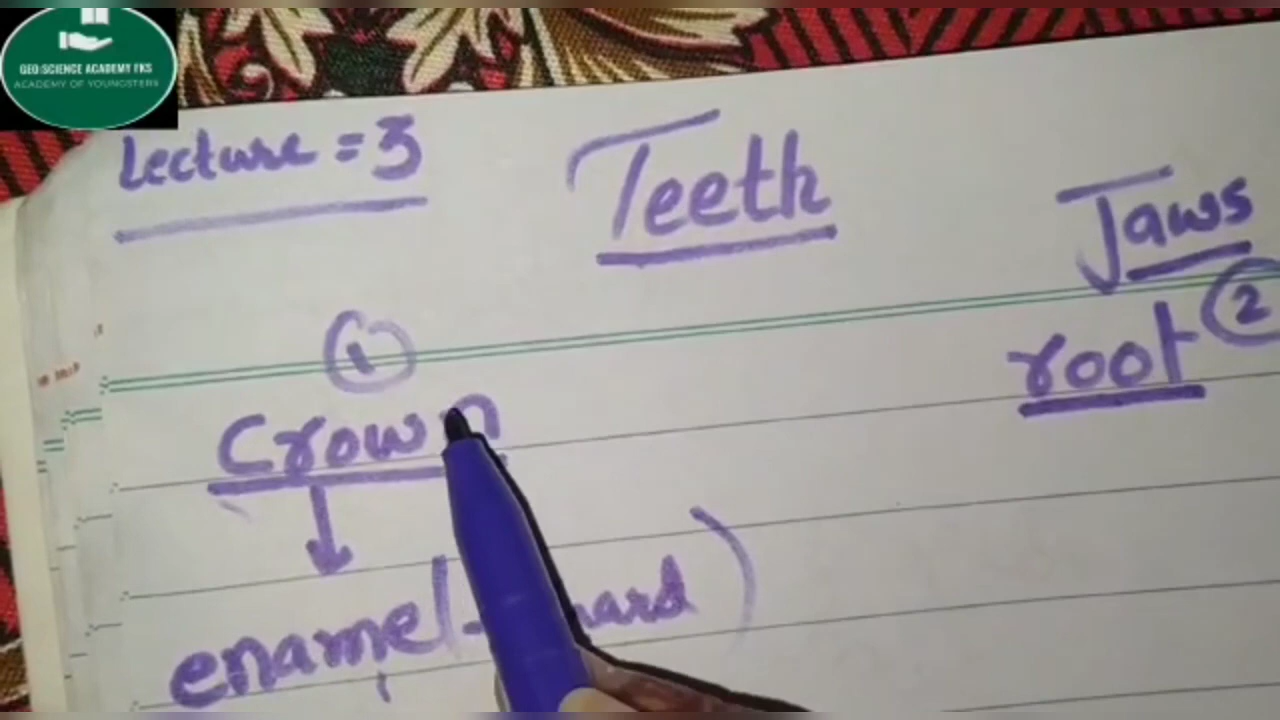 GEO:SCIENCE ACADEMY FKS
ACADEMY OF YOUNGSTERS
Lecture = 3
Teeth
Jaws
1
Crown
root 2
enamel